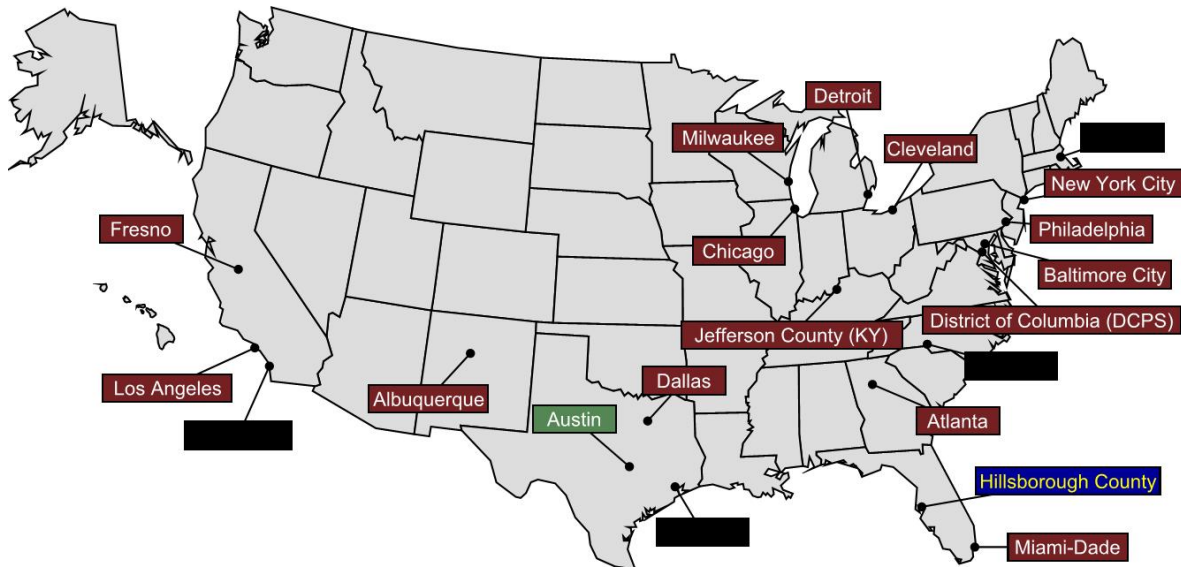 Detroit
Milwaukee
Cleveland
New York City
Fresno
Philadelphia
Chicago
Baltimore City
District of Columbia (DCPS)
Jefferson County (KY)
Los Angeles
Albuquerque
Dallas
Austin
Atlanta
Hillsborough County
Miami-Dade